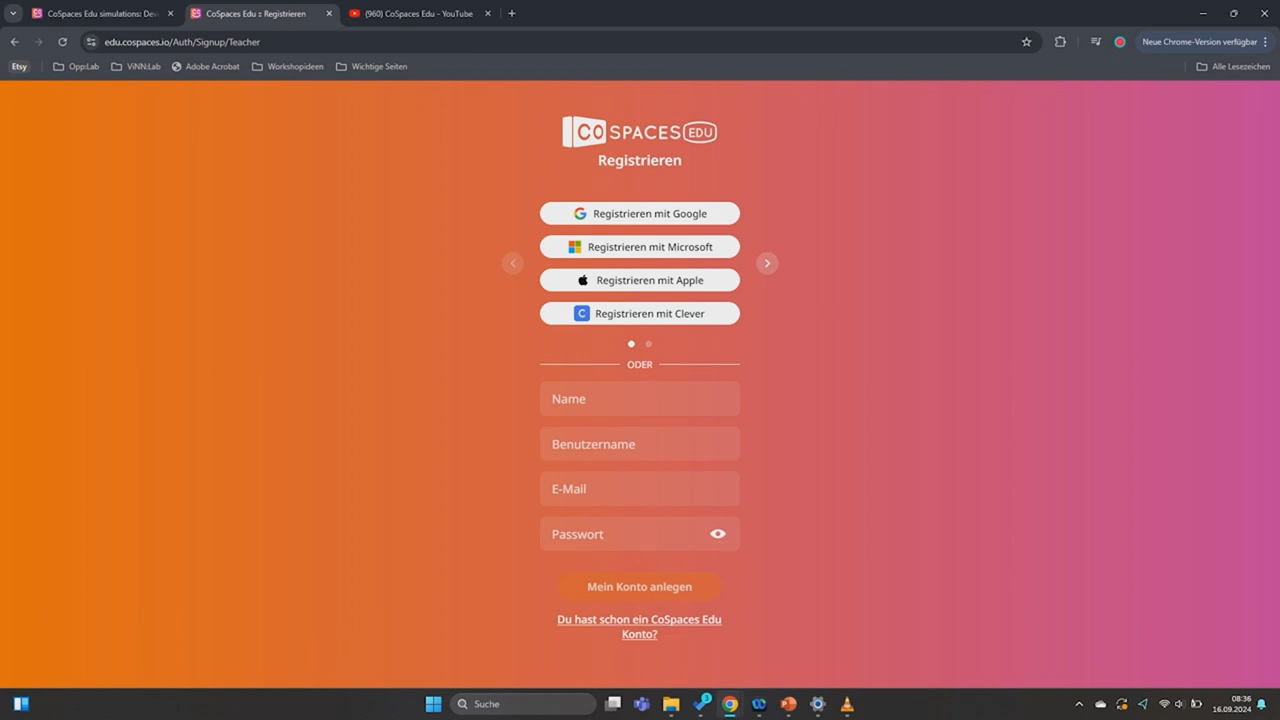 CoSpaces Edu simulations: Dev
CoSpaces Edu :: Registrieren
(960) CoSpaces Edu - YouTube
edu.cospaces.io/Auth/Signup/Teacher
Neue Chrome-Version verfügbar
Etsy
Opp:Lab
ViNN:Lab
Adobe Acrobat
Workshopideen
Wichtige Seiten
Alle Lesezeichen
CO SPACES EDU
Registrieren
Registrieren mit Google
Registrieren mit Microsoft
Registrieren mit Apple
C Registrieren mit Clever
ODER
Name
Benutzername
E-Mail
Passwort
Mein Konto anlegen
Du hast schon ein CoSpaces Edu
Konto?
Suche
3
08:36
16.09.2024